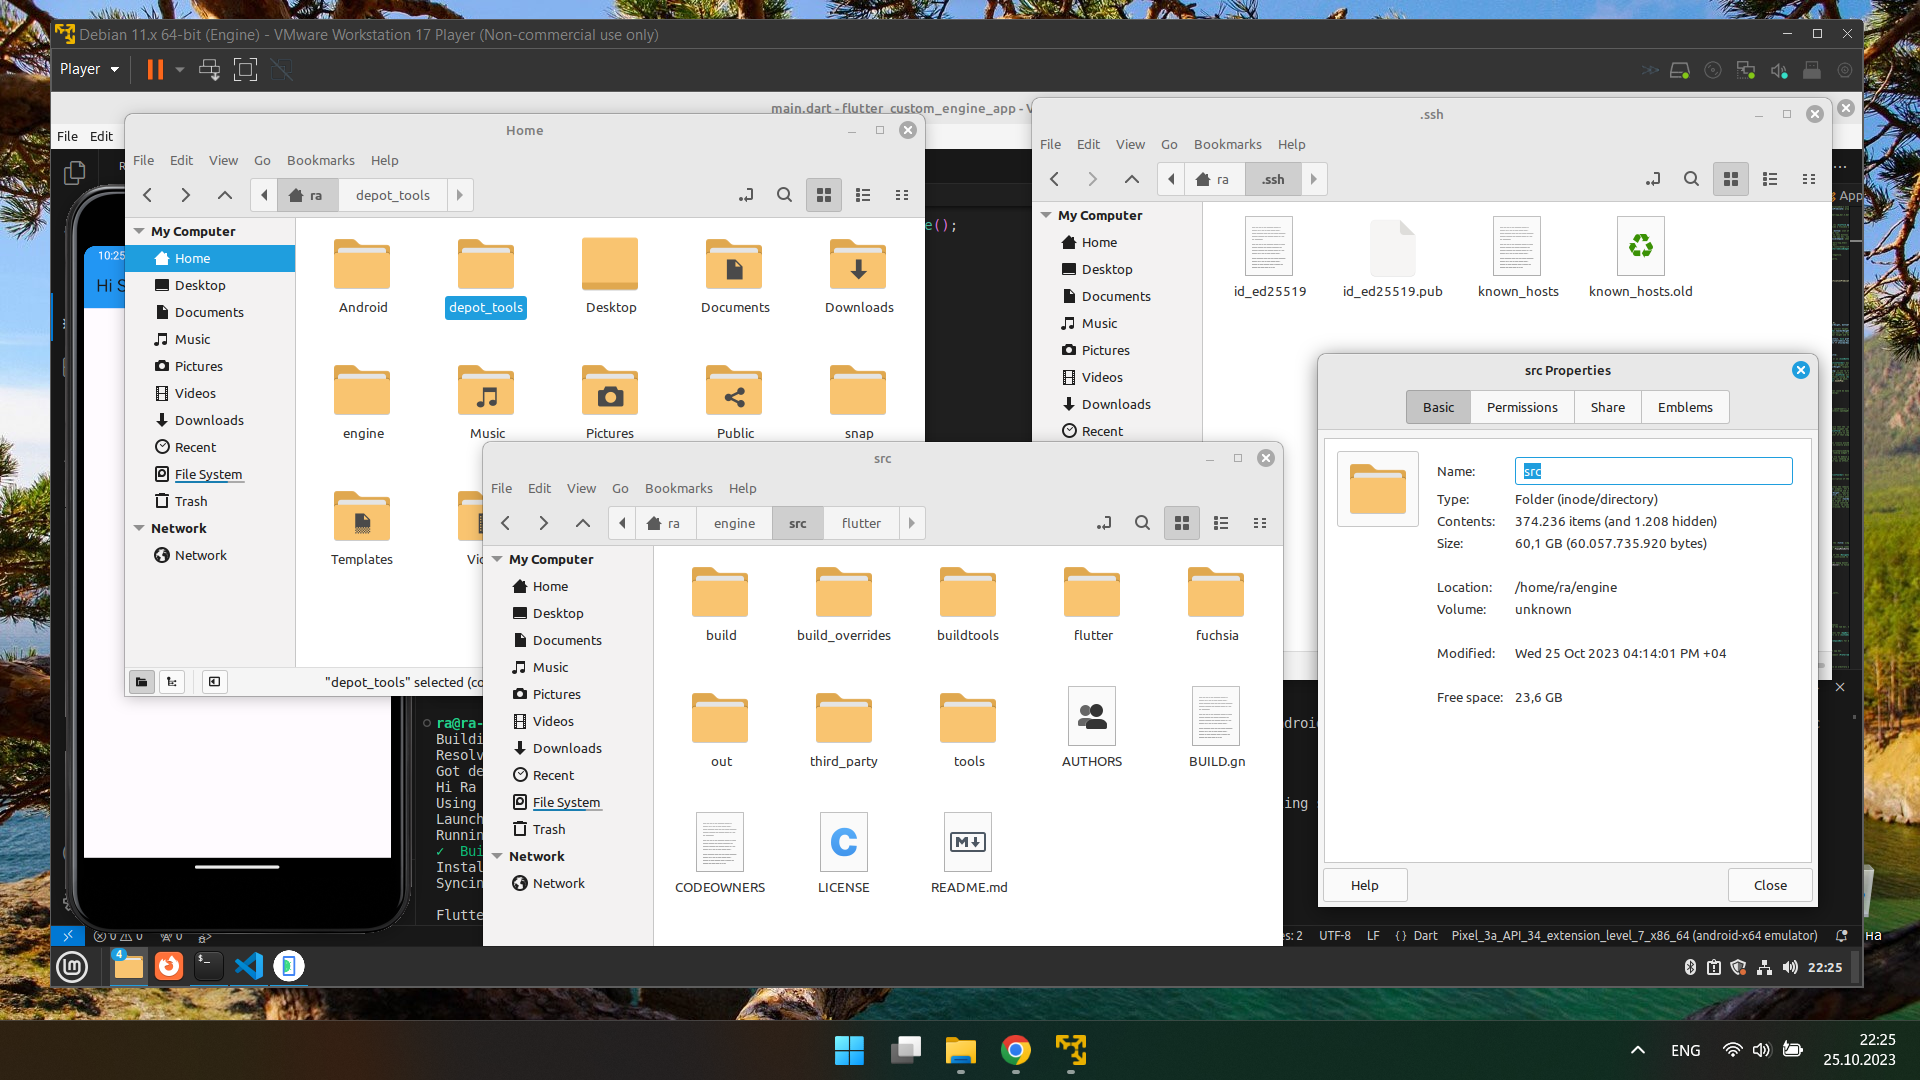 Debian 11.x 64-bit (Engine) - VMware Workstation 17 Player (Non-commercial use only)
Player
main.dart - flutter_custom_engine_app - V
File Edit
Home
File Edit View Go Bookmarks Help
ra
depot_tools
My Computer
Home
Desktop
Documents
Music
Pictures
Videos
Downloads
Recent
File System
Trash
Network
Network
Android
depot_tools
Desktop
Documents
Downloads
engine
Music
Pictures
Public
snap
Templates
"depot_tools" selected (co
10:25
Hi S
e();
App
.ssh
File Edit View Go Bookmarks Help
ra
.ssh
My Computer
Home
Desktop
Documents
Music
Pictures
Videos
Downloads
Recent
id_ed25519
id_ed25519.pub
known_hosts
known_hosts.old
src
File Edit View Go Bookmarks Help
ra
engine
src
flutter
My Computer
Home
Desktop
Documents
Music
Pictures
Videos
Downloads
Recent
File System
Trash
Network
Network
build
build_overrides
buildtools
flutter
fuchsia
out
third_party
tools
AUTHORS
BUILD.gn
CODEOWNERS
LICENSE
README.md
src Properties
Basic Permissions Share Emblems
Name: src
Type: Folder (inode/directory)
Contents: 374.236 items (and 1.208 hidden)
Size: 60,1 GB (60.057.735.920 bytes)
Location: /home/ra/engine
Volume: unknown
Modified: Wed 25 Oct 2023 04:14:01 PM +04
Free space: 23,6 GB
Help
Close
ra@ra-
Buildi
Resolv
Got de
Hi Ra
Using
Launch
Runnin
✓ Bui
Instal
Syncin
Flutte
droid
ing s
0 0 0
es: 2 UTF-8 LF {} Dart Pixel_3a_API_34_extension_level_7_x86_64 (android-x64 emulator)
на
4
22:25
ENG
22:25
25.10.2023